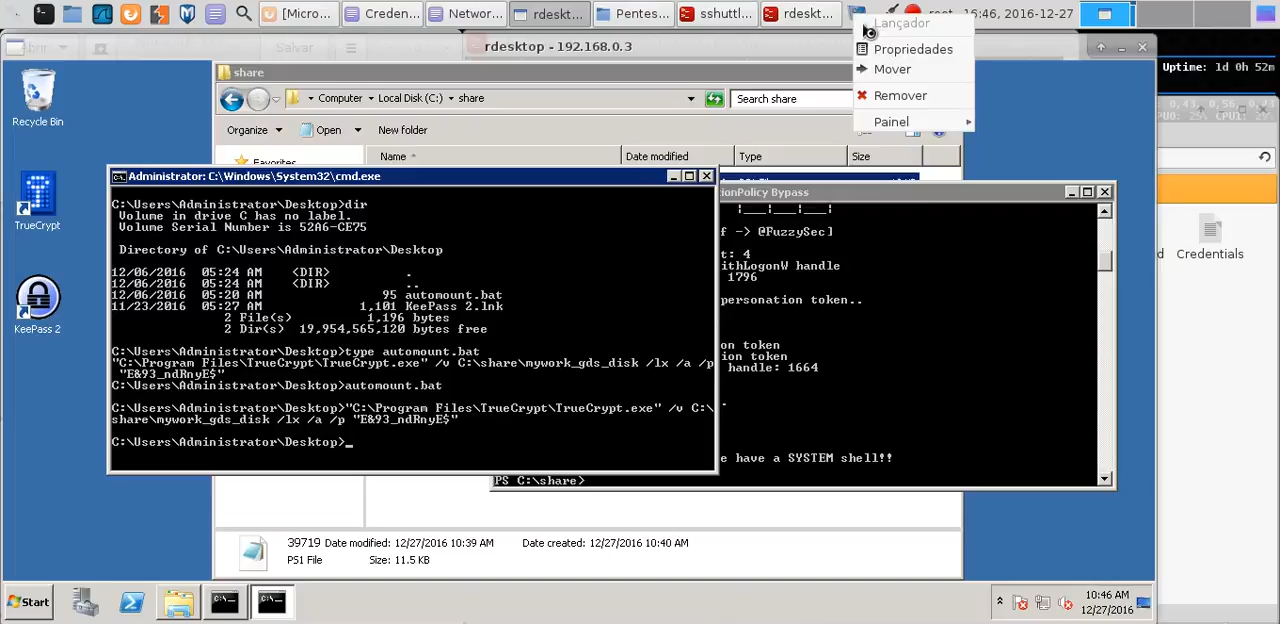 [Micro...
Creden...
Networ...
rdeskt...
Pentes...
sshuttl...
rdeskt...
root 16:46, 2016-12-27
Lançador
Propriedades
Mover
Remover
Painel
Abrir
Salvar
rdesktop - 192.168.0.3
Uptime: 1d 0h 52m
Recycle Bin
TrueCrypt
KeePass 2
share
Computer
Local Disk (C:)
share
Search share
Organize
Open
New folder
Favorites
Name
Date modified
Type
Size
Credentials
Administrator: C:\Windows\System32\cmd.exe
C:\Users\Administrator\Desktop>dir
Volume in drive C has no label.
Volume Serial Number is 52A6-CE75
Directory of C:\Users\Administrator\Desktop
12/06/2016 05:24 AM <DIR> .
12/06/2016 05:24 AM <DIR> ..
12/06/2016 05:20 AM 95 automount.bat
11/23/2016 05:27 AM 1,101 KeePass 2.lnk
2 File(s) 1,196 bytes
2 Dir(s) 19,954,565,120 bytes free
C:\Users\Administrator\Desktop>type automount.bat
"C:\Program Files\TrueCrypt\TrueCrypt.exe" /v C:\share\mywork_gds_disk /lx /a /p
"E&93_ndRnyE$"
C:\Users\Administrator\Desktop>automount.bat
C:\Users\Administrator\Desktop>"C:\Program Files\TrueCrypt\TrueCrypt.exe" /v C:\
share\mywork_gds_disk /lx /a /p "E&93_ndRnyE$"
C:\Users\Administrator\Desktop>_
tionPolicy Bypass
|___|___|___|
f -> @FuzzySec]
t: 4
ithLogonW handle
1796
personation token..
on token
ion token
handle: 1664
e have a SYSTEM shell!!
PS C:\share>
39719 Date modified: 12/27/2016 10:39 AM
Date created: 12/27/2016 10:40 AM
PS1 File
Size: 11.5 KB
Start
10:46 AM
12/27/2016